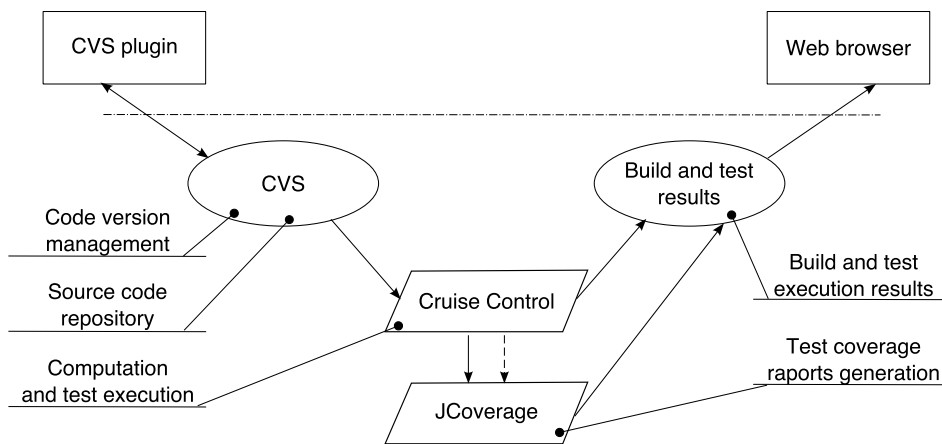 CVS plugin
Web browser
CVS
Build and test
results
Code version
management
Source code
repository
Cruise Control
Build and test
execution results
Computation
and test execution
JCoverage
Test coverage
raports generation